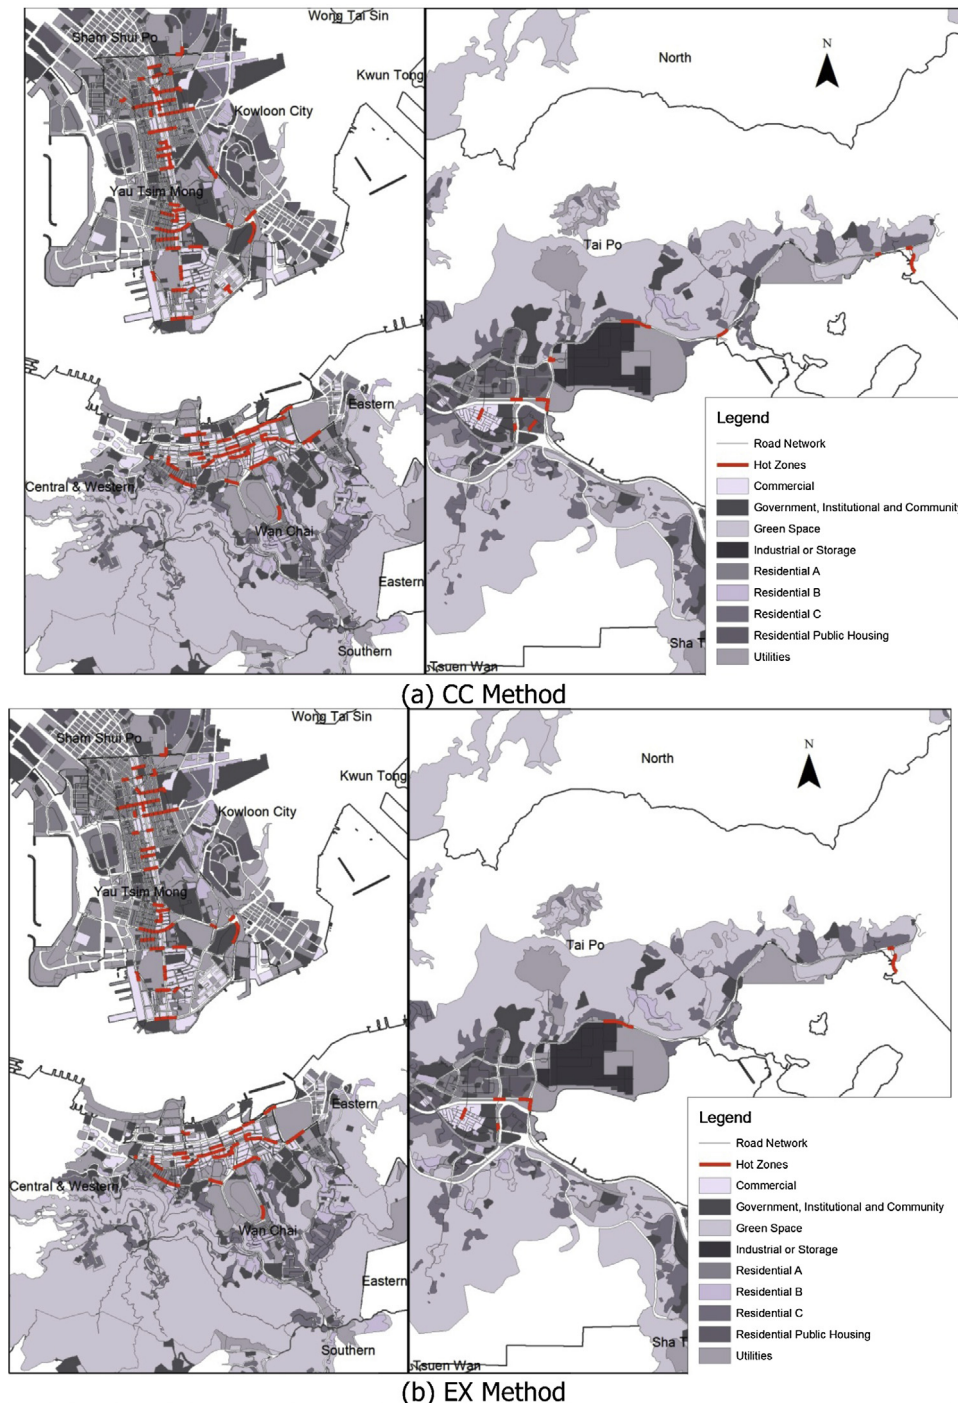 Wong Tai Sin
Sham Shui Po
North
N
Kwun Tong
Kowloon City
Yau Tsim Mong
Tai Po
Eastern
Central & Western
Wan Chai
Eastern
Southern
Tsuen Wan
Sha T
Legend
Road Network
Hot Zones
Commercial
Government, Institutional and Community
Green Space
Industrial or Storage
Residential A
Residential B
Residential C
Residential Public Housing
Utilities
(a) CC Method
Wong Tai Sin
Sham Shui Po
North
N
Kwun Tong
Kowloon City
Yau Tsim Mong
Tai Po
Eastern
Central & Western
Wan Chai
Eastern
Southern
Tsuen Wan
Sha T
Legend
Road Network
Hot Zones
Commercial
Government, Institutional and Community
Green Space
Industrial or Storage
Residential A
Residential B
Residential C
Residential Public Housing
Utilities
(b) EX Method